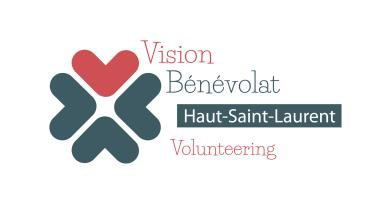 Vision
Bénévolat
Haut-Saint-Laurent
Volunteering